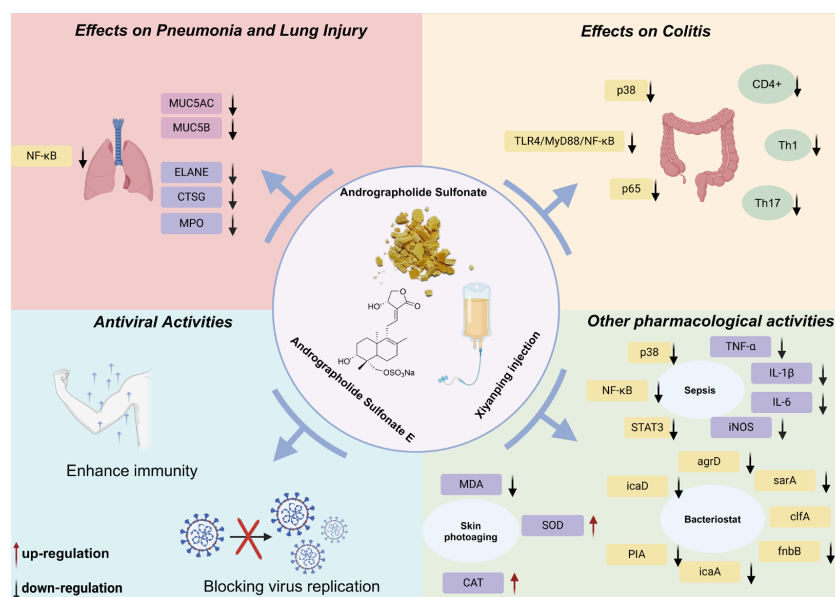 Effects on Pneumonia and Lung Injury
MUC5AC
MUC5B
NF-κB
ELANE
CTSG
MPO
Effects on Colitis
p38
CD4+
TLR4/MyD88/NF-κB
Th1
p65
Th17
Andrographolide Sulfonate
O
HO
O
HO
OSO₃Na
Andrographolide Sulfonate E
Xiyanping injection
Antiviral Activities
Enhance immunity
Blocking virus replication
up-regulation
down-regulation
Other pharmacological activities
p38
TNF-α
IL-1β
NF-κB
Sepsis
IL-6
STAT3
iNOS
MDA
Skin
photoaging
SOD
CAT
agrD
icaD
sarA
Bacteriostat
clfA
PIA
fnbB
icaA